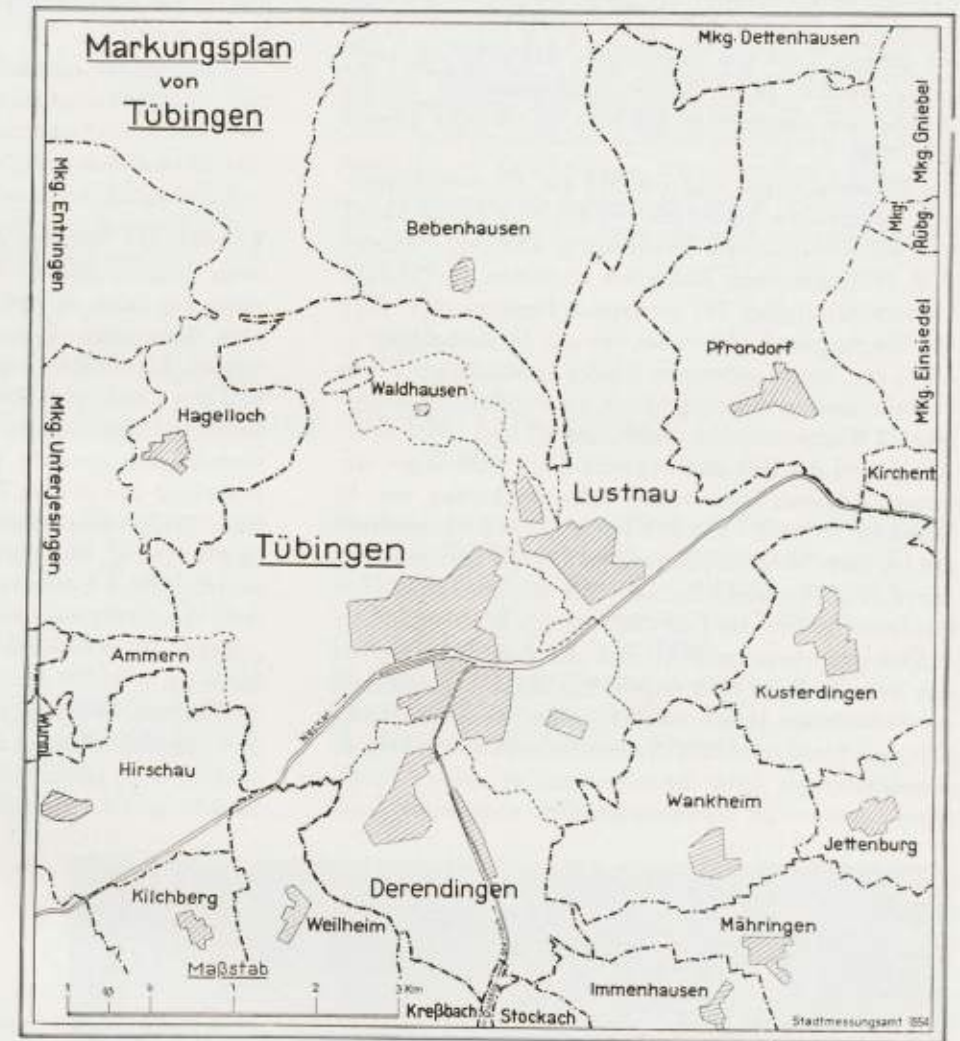 Markungsplan
von
Tübingen
Mkg. Dettenhausen
Mkg. Gniebel
Mkg. Entringen
Mkg.
Rübg.
Bebenhausen
Mkg. Einsiedel
Pfrondorf
Waldhausen
Hagelloch
Mkg. Unterjesingen
Kirchent
Lustnau
Tübingen
Ammern
Kusterdingen
Wurml
Neckar
Hirschau
Wankheim
Jettenburg
Derendingen
Kilchberg
Weilheim
Mähringen
Maßstab
Immenhausen
1 0 1 2 3 Km
Kreßbach
Stockach
Stadtmessungsamt